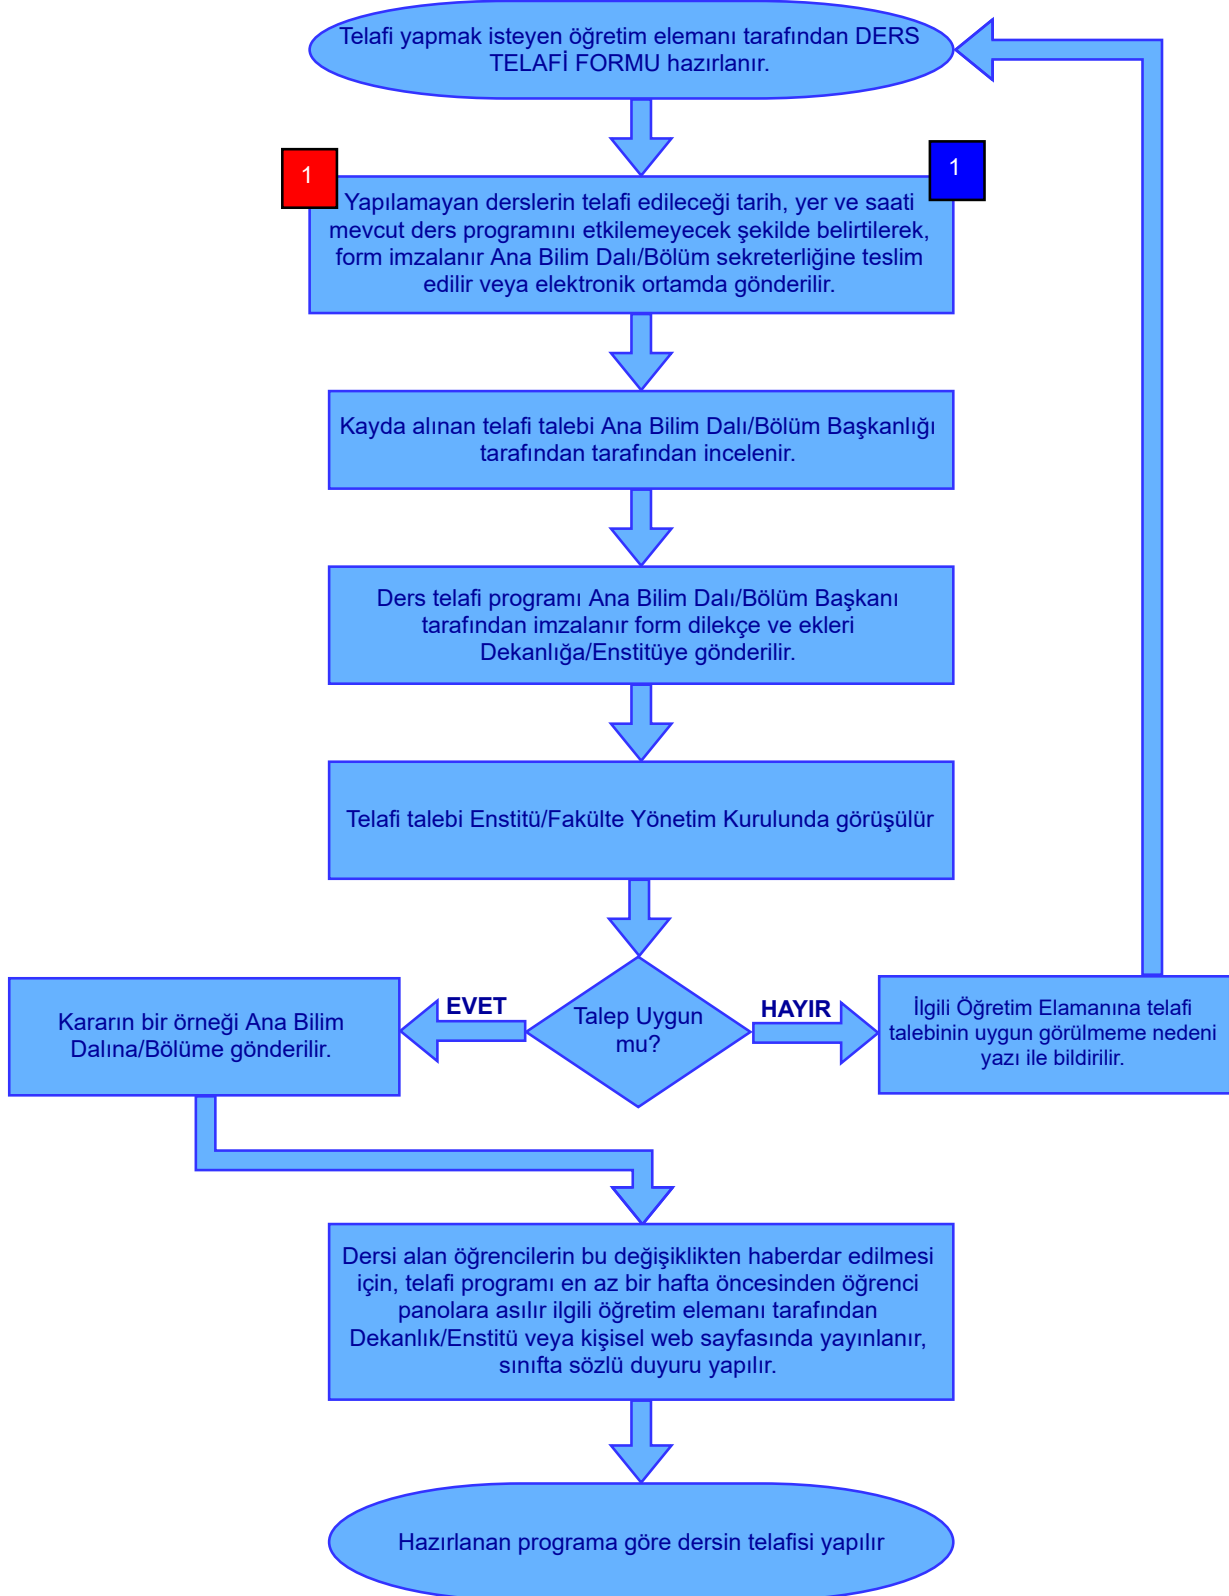 Telafi yapmak isteyen öğretim elemanı tarafından DERS
TELAFİ FORMU hazırlanır.
1
1
Yapılamayan derslerin telafi edileceği tarih, yer ve saati
mevcut ders programını etkilemeyecek şekilde belirtilerek,
form imzalanır Ana Bilim Dalı/Bölüm sekreterliğine teslim
edilir veya elektronik ortamda gönderilir.
Kayda alınan telafi talebi Ana Bilim Dalı/Bölüm Başkanlığı
tarafından tarafından incelenir.
Ders telafi programı Ana Bilim Dalı/Bölüm Başkanı
tarafından imzalanır form dilekçe ve ekleri
Dekanlığa/Enstitüye gönderilir.
Telafi talebi Enstitü/Fakülte Yönetim Kurulunda görüşülür
Talep Uygun
mu?
EVET
HAYIR
Kararın bir örneği Ana Bilim
Dalına/Bölüme gönderilir.
İlgili Öğretim Elamanına telafi
talebinin uygun görülmeme nedeni
yazı ile bildirilir.
Dersi alan öğrencilerin bu değişiklikten haberdar edilmesi
için, telafi programı en az bir hafta öncesinden öğrenci
panolara asılır ilgili öğretim elemanı tarafından
Dekanlık/Enstitü veya kişisel web sayfasında yayınlanır,
sınıfta sözlü duyuru yapılır.
Hazırlanan programa göre dersin telafisi yapılır